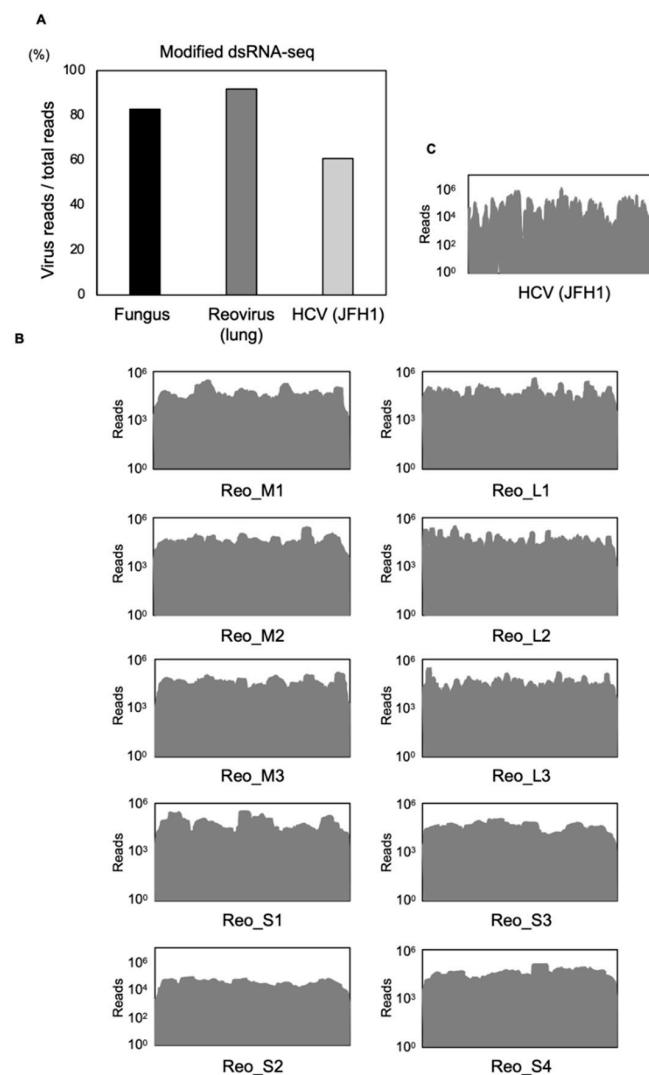 A
Modified dsRNA-seq
(%)
Virus reads / total reads
100
80
60
40
20
0
Fungus
Reovirus
(lung)
HCV (JFH1)
C
Reads
10⁶
10⁴
10²
10⁰
HCV (JFH1)
B
Reads
10⁶
10³
10⁰
Reo_M1
Reads
10⁶
10³
10⁰
Reo_L1
Reads
10⁶
10³
10⁰
Reo_M2
Reads
10⁶
10³
10⁰
Reo_L2
Reads
10⁶
10³
10⁰
Reo_M3
Reads
10⁶
10³
10⁰
Reo_L3
Reads
10⁶
10³
10⁰
Reo_S1
Reads
10⁶
10³
10⁰
Reo_S3
Reads
10⁶
10⁴
10²
10⁰
Reo_S2
Reads
10⁶
10³
10⁰
Reo_S4